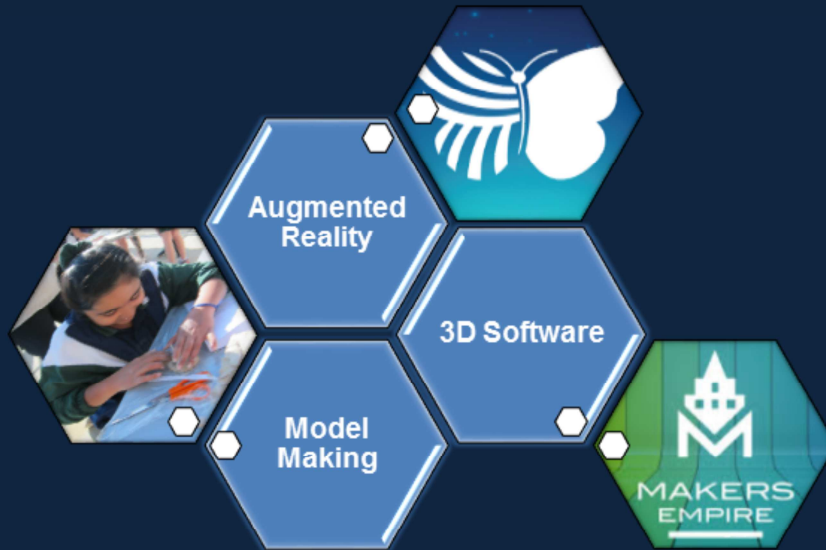 Augmented
Reality
3D Software
Model
Making
MAKERS
EMPIRE